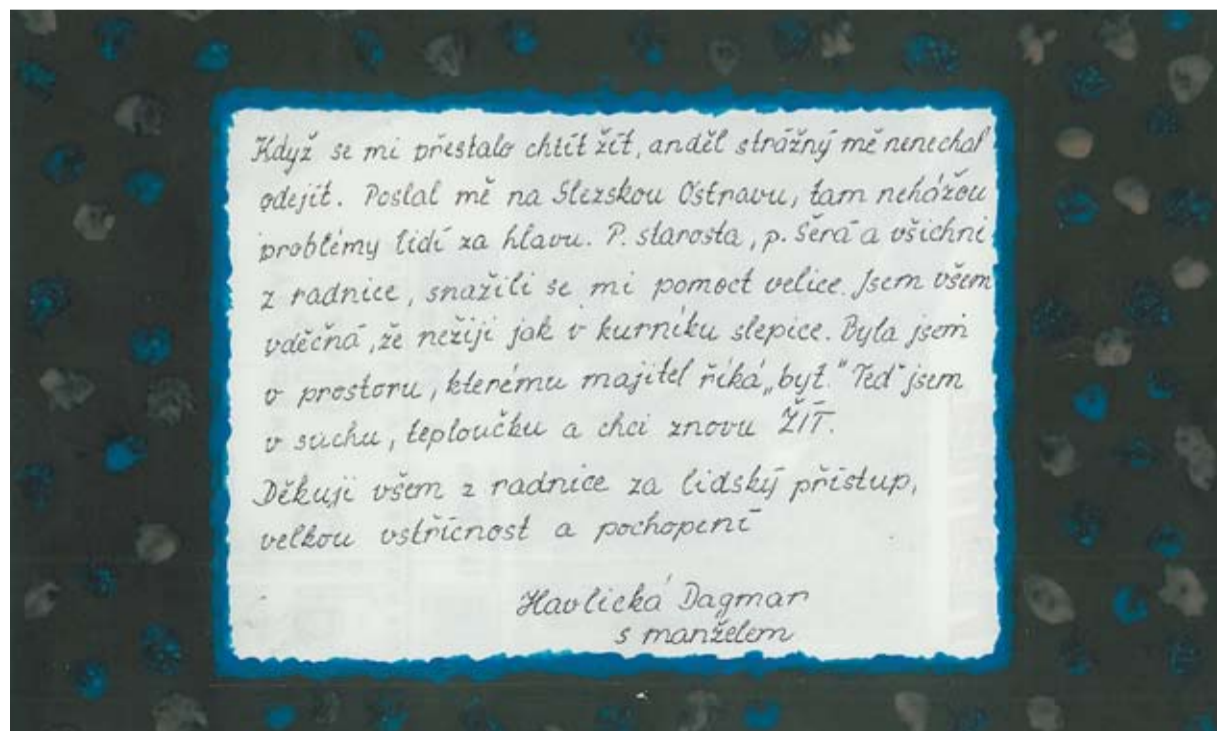 Když se mi přestalo chtít žít, anděl strážný mě nenechal
odejít. Poslal mě na Slezskou Ostravu, tam neházou
problémy lidí za hlavu. P. starosta, p. Šerá a všichni
z radnice, snažili se mi pomoct velice. Jsem všem
vděčná, že nežiji jak v kurníku slepice. Byla jsem
v prostoru, kterému majitel říká „byt.“ Teď jsem
v suchu, teploučku a chci znovu ŽÍT.
Děkuji všem z radnice za lidský přístup,
velkou vstřícnost a pochopení
Havlická Dagmar
s manželem